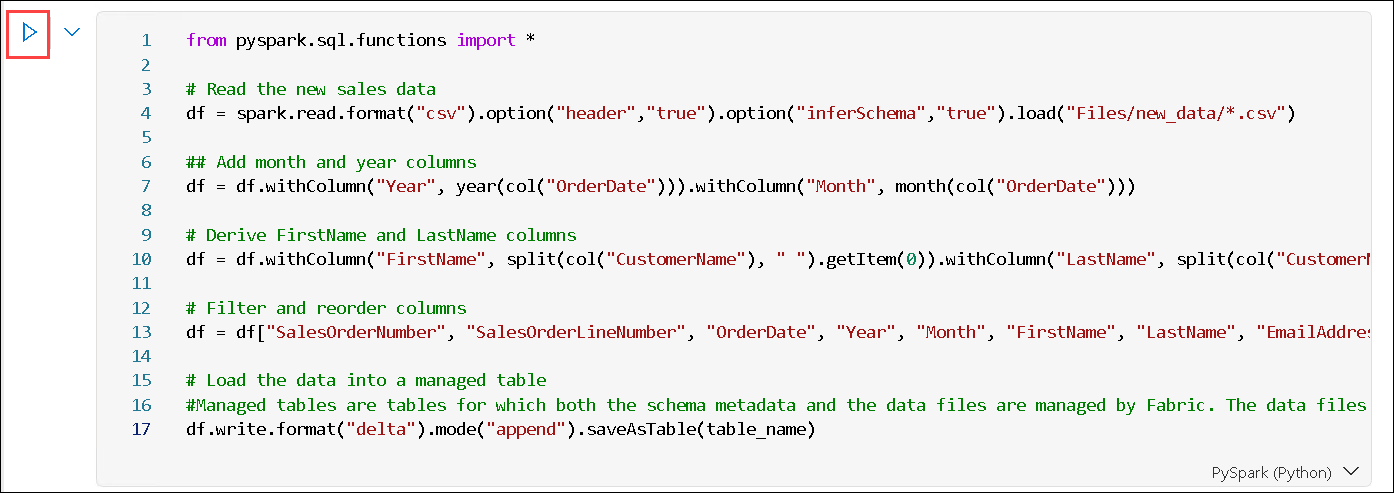 1 from pyspark.sql.functions import *
2
3 # Read the new sales data
4 df = spark.read.format("csv").option("header","true").option("inferSchema","true").load("Files/new_data/*.csv")
5
6 ## Add month and year columns
7 df = df.withColumn("Year", year(col("OrderDate"))).withColumn("Month", month(col("OrderDate")))
8
9 # Derive FirstName and LastName columns
10 df = df.withColumn("FirstName", split(col("CustomerName"), " ").getItem(0)).withColumn("LastName", split(col("Customer
11
12 # Filter and reorder columns
13 df = df["SalesOrderNumber", "SalesOrderLineNumber", "OrderDate", "Year", "Month", "FirstName", "LastName", "EmailAddres
14
15 # Load the data into a managed table
16 #Managed tables are tables for which both the schema metadata and the data files are managed by Fabric. The data files
17 df.write.format("delta").mode("append").saveAsTable(table_name)
PySpark (Python)